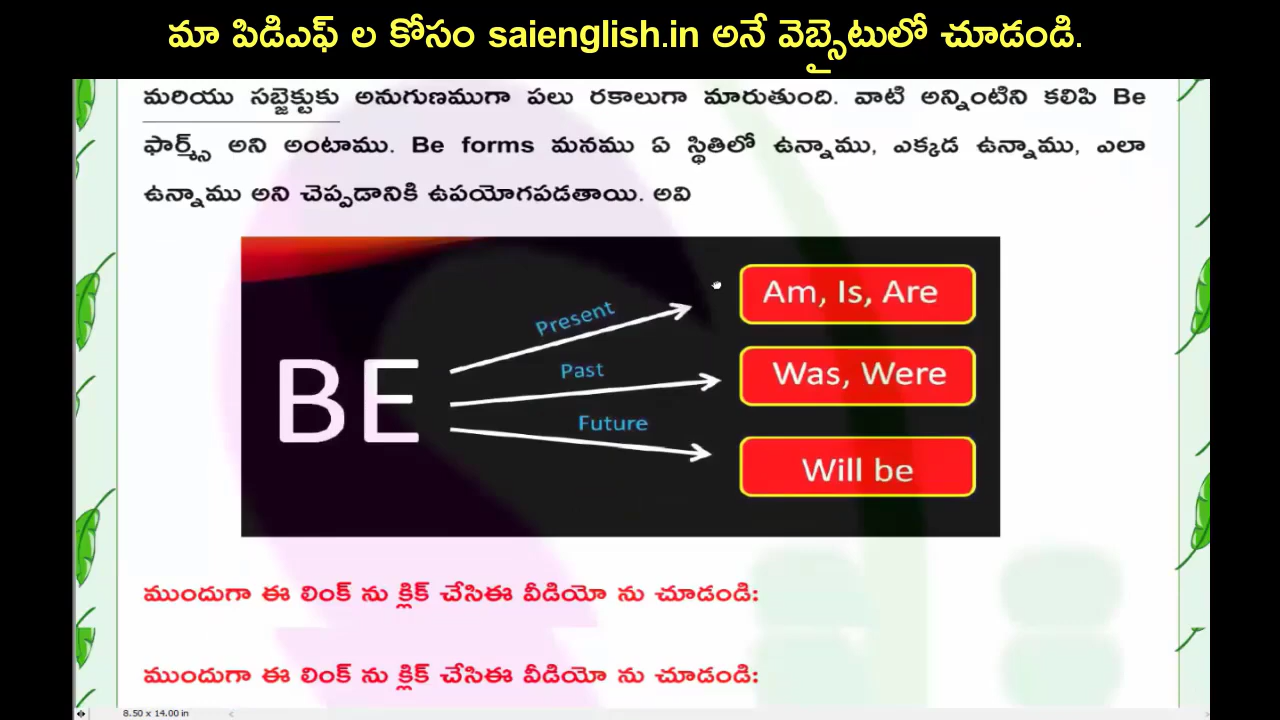 మా పిడిఎఫ్ ల కోసం saienglish.in అనే వెబ్సైటులో చూడండి.
మరియు సబ్జెక్టుకు అనుగుణముగా పలు రకాలుగా మారుతుంది. వాటి అన్నింటిని కలిపి Be
ఫార్మ్స్ అని అంటాము. Be forms మనము ఏ స్థితిలో ఉన్నాము, ఎక్కడ ఉన్నాము, ఎలా
ఉన్నాము అని చెప్పడానికి ఉపయోగపడతాయి. అవి
BE
Present
Am, Is, Are
Past
Was, Were
Future
Will be
ముందుగా ఈ లింక్ ను క్లిక్ చేసిఈ వీడియో ను చూడండి:
ముందుగా ఈ లింక్ ను క్లిక్ చేసిఈ వీడియో ను చూడండి:
8.50 x 14.00 in